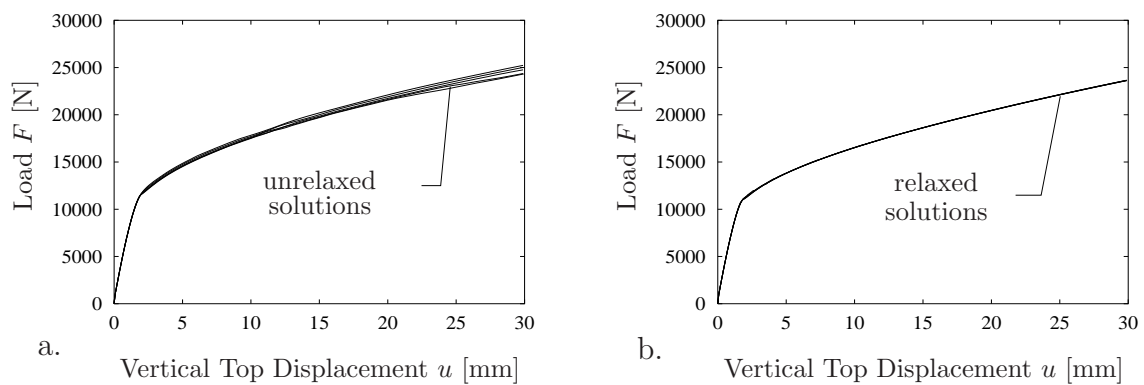 30000
25000
20000
15000
10000
5000
0
Load F [N]
unrelaxed
solutions
0 5 10 15 20 25 30
a.
Vertical Top Displacement u [mm]
30000
25000
20000
15000
10000
5000
0
Load F [N]
relaxed
solutions
0 5 10 15 20 25 30
b.
Vertical Top Displacement u [mm]